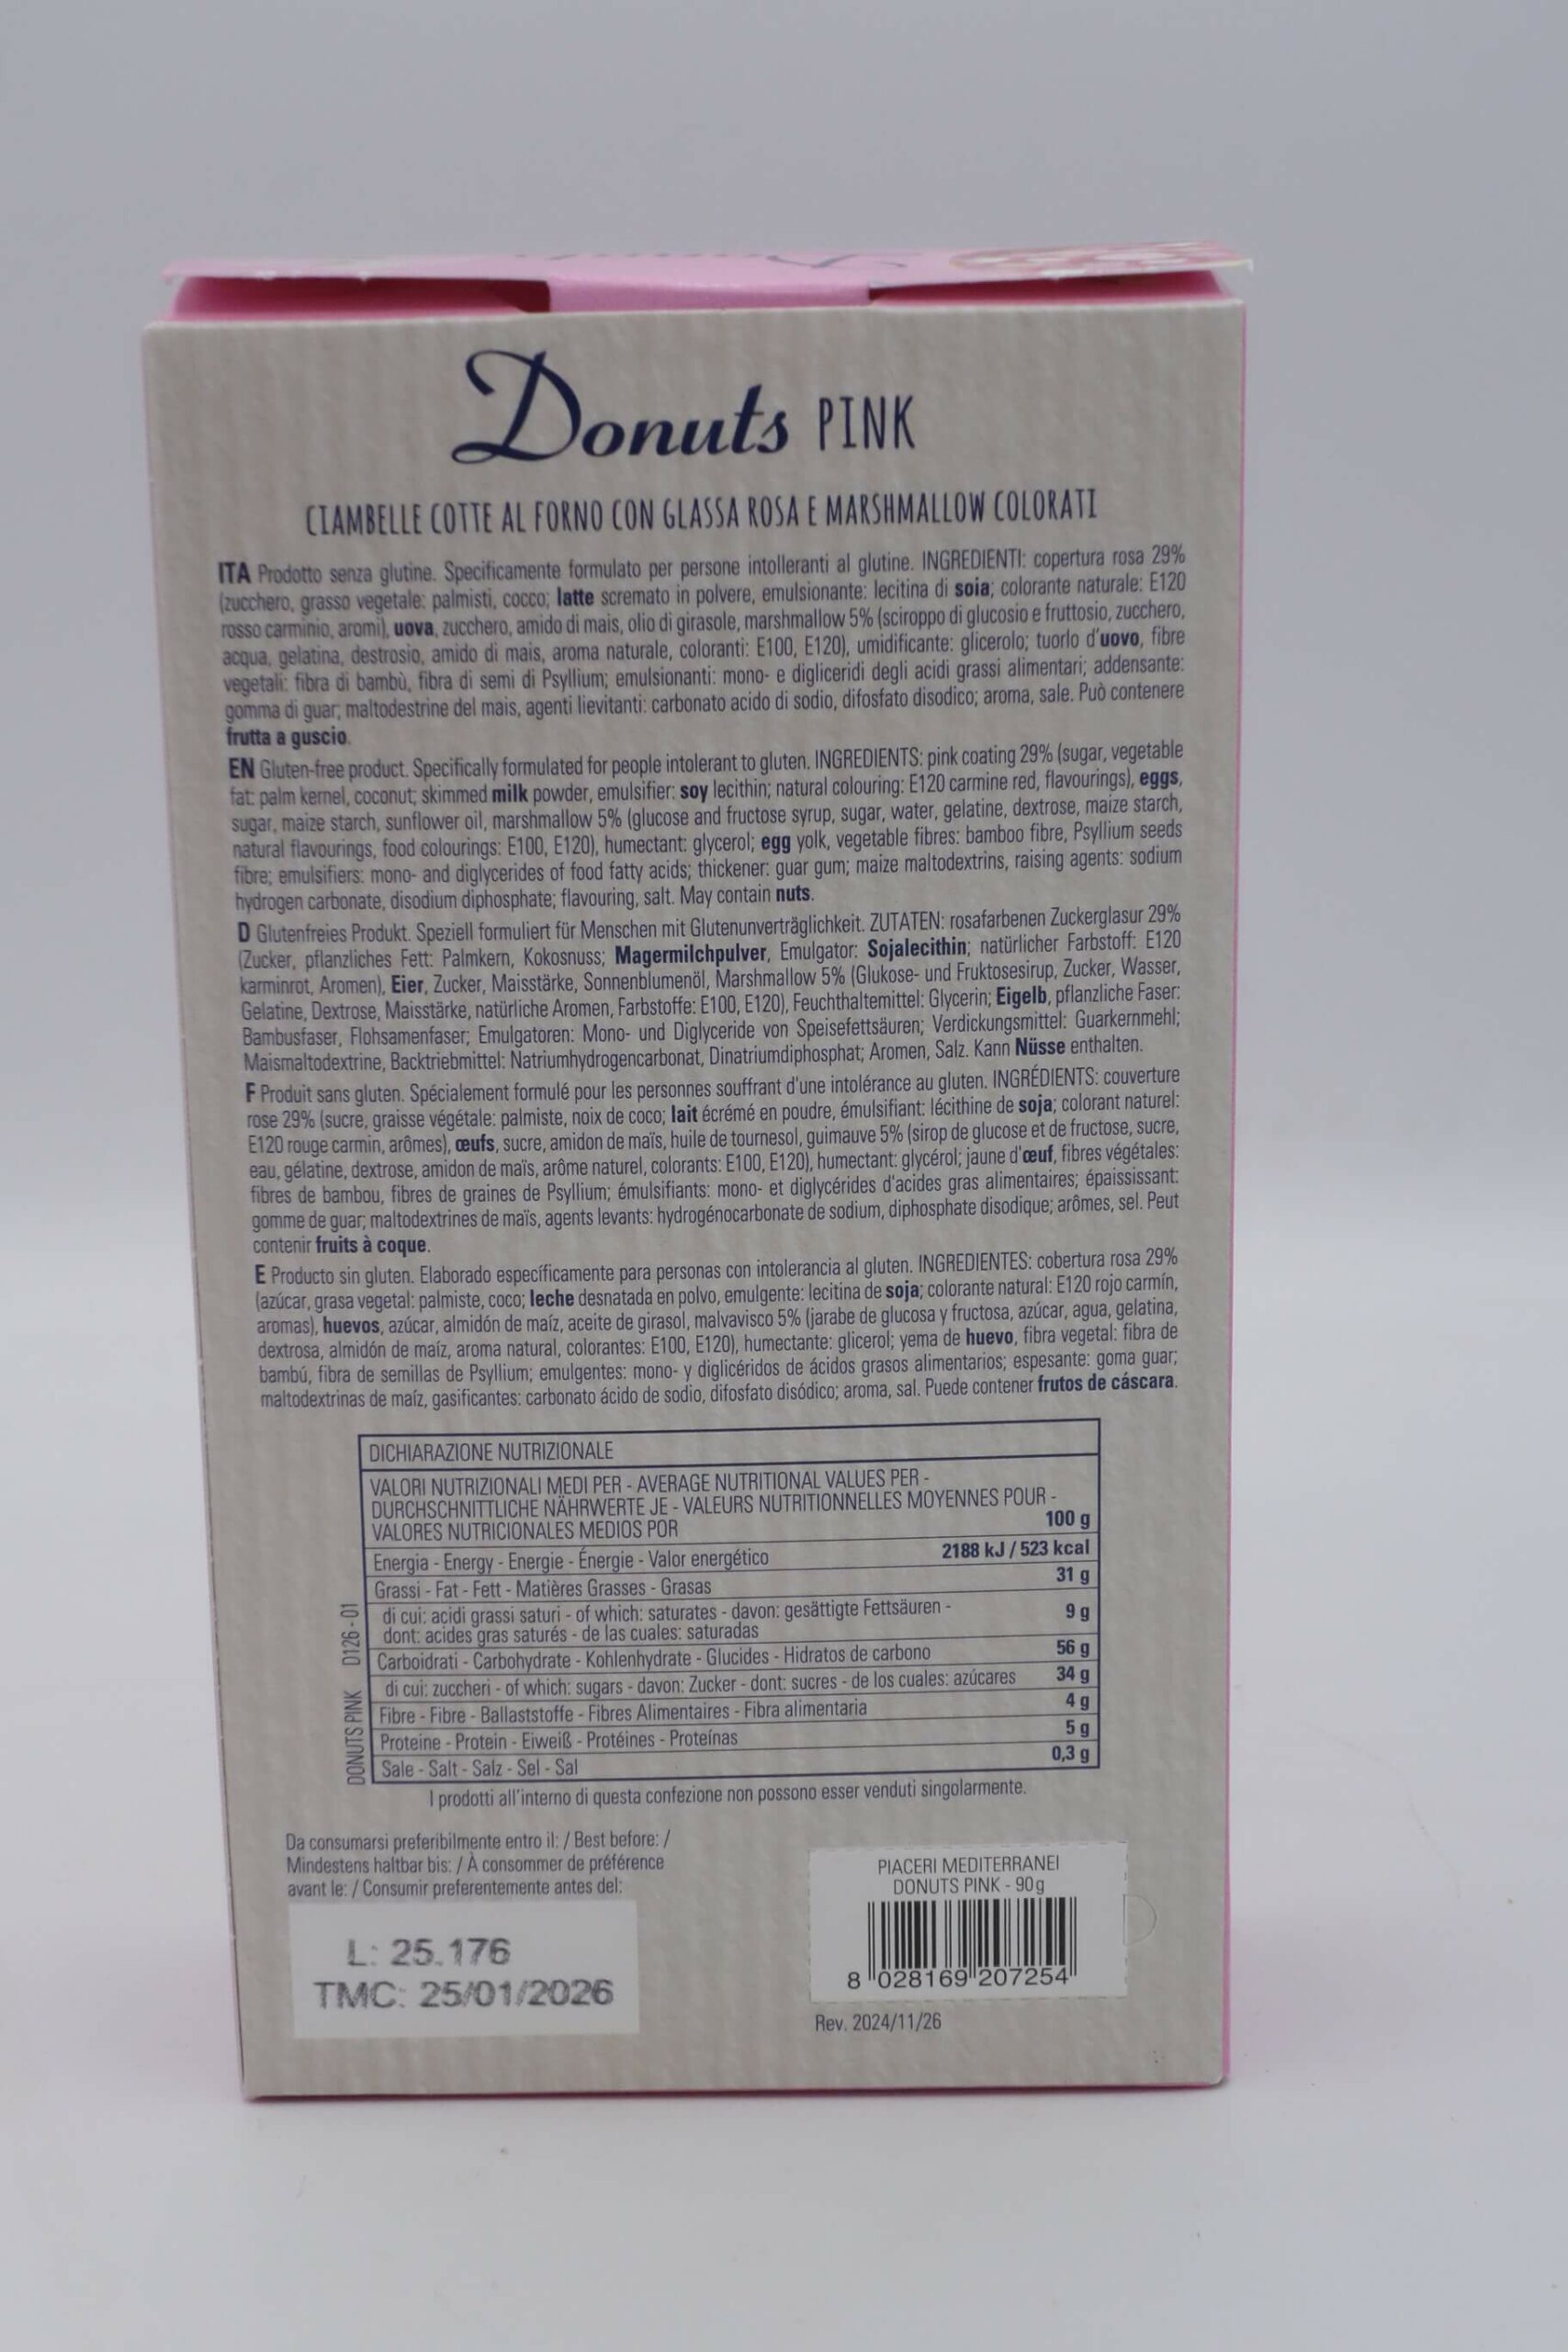 Donuts PINK
CIAMBELLE COTTE AL FORNO CON GLASSA ROSA E MARSHMALLOW COLORATI
ITA Prodotto senza glutine. Specificamente formulato per persone intolleranti al glutine. INGREDIENTI: copertura rosa 29%
(zucchero, grasso vegetale: palmisti, cocco; latte scremato in polvere, emulsionante: lecitina di soia; colorante naturale: E120
rosso carminio, aromi), uova, zucchero, amido di mais, olio di girasole, marshmallow 5% (sciroppo di glucosio e fruttosio, zucchero,
acqua, gelatina, destrosio, amido di mais, aroma naturale, coloranti: E100, E120), umidificante: glicerolo; tuorlo d'uovo, fibre
vegetali: fibra di bambù, fibra di semi di Psyllium; emulsionanti: mono- e digliceridi degli acidi grassi alimentari; addensante:
gomma di guar; maltodestrine del mais, agenti lievitanti: carbonato acido di sodio, difosfato disodico; aroma, sale. Può contenere
frutta a guscio.
EN Gluten-free product. Specifically formulated for people intolerant to gluten. INGREDIENTS: pink coating 29% (sugar, vegetable
fat: palm kernel, coconut; skimmed milk powder, emulsifier: soy lecithin; natural colouring: E120 carmine red, flavourings), eggs,
sugar, maize starch, sunflower oil, marshmallow 5% (glucose and fructose syrup, sugar, water, gelatine, dextrose, maize starch,
natural flavourings, food colourings: E100, E120), humectant: glycerol; egg yolk, vegetable fibres: bamboo fibre, Psyllium seeds
fibre; emulsifiers: mono- and diglycerides of food fatty acids; thickener: guar gum; maize maltodextrins, raising agents: sodium
hydrogen carbonate, disodium diphosphate; flavouring, salt. May contain nuts.
D Glutenfreies Produkt. Speziell formuliert für Menschen mit Glutenunverträglichkeit. ZUTATEN: rosafarbenen Zuckerglasur 29%
(Zucker, pflanzliches Fett: Palmkern, Kokosnuss; Magermilchpulver, Emulgator: Sojalecithin; natürlicher Farbstoff: E120
karminrot, Aromen), Eier, Zucker, Maisstärke, Sonnenblumenöl, Marshmallow 5% (Glukose- und Fruktosesirup, Zucker, Wasser,
Gelatine, Dextrose, Maisstärke, natürliche Aromen, Farbstoffe: E100, E120), Feuchthaltemittel: Glycerin; Eigelb, pflanzliche Faser:
Bambusfaser, Flohsamenfaser; Emulgatoren: Mono- und Diglyceride von Speisefettsäuren; Verdickungsmittel: Guarkernmehl;
Maismaltodextrine, Backtriebmittel: Natriumhydrogencarbonat, Dinatriumdiphosphat; Aromen, Salz. Kann Nüsse enthalten.
F Produit sans gluten. Spécialement formulé pour les personnes souffrant d'une intolérance au gluten. INGRÉDIENTS: couverture
rose 29% (sucre, graisse végétale: palmiste, noix de coco; lait écrémé en poudre, émulsifiant: lécithine de soja; colorant naturel:
E120 rouge carmin, arômes), œufs, sucre, amidon de maïs, huile de tournesol, guimauve 5% (sirop de glucose et de fructose, sucre,
eau, gélatine, dextrose, amidon de maïs, arôme naturel, colorants: E100, E120), humectant: glycérol; jaune d'œuf, fibres végétales:
fibres de bambou, fibres de graines de Psyllium; émulsifiants: mono- et diglycérides d'acides gras alimentaires; épaississant:
gomme de guar; maltodextrines de maïs, agents levants: hydrogénocarbonate de sodium, diphosphate disodique; arômes, sel. Peut
contenir fruits à coque.
E Producto sin gluten. Elaborado específicamente para personas con intolerancia al gluten. INGREDIENTES: cobertura rosa 29%
(azúcar, grasa vegetal: palmiste, coco; leche desnatada en polvo, emulgente: lecitina de soja; colorante natural: E120 rojo carmín,
aromas), huevos, azúcar, almidón de maíz, aceite de girasol, malvavisco 5% (jarabe de glucosa y fructosa, azúcar, agua, gelatina,
dextrosa, almidón de maíz, aroma natural, colorantes: E100, E120), humectante: glicerol; yema de huevo, fibra vegetal: fibra de
bambú, fibra de semillas de Psyllium; emulgentes: mono- y diglicéridos de ácidos grasos alimentarios; espesante: goma guar;
maltodextrinas de maíz, gasificantes: carbonato ácido de sodio, difosfato disódico; aroma, sal. Puede contener frutos de cáscara.
DICHIARAZIONE NUTRIZIONALE
VALORI NUTRIZIONALI MEDI PER - AVERAGE NUTRITIONAL VALUES PER -
DURCHSCHNITTLICHE NÄHRWERTE JE - VALEURS NUTRITIONNELLES MOYENNES POUR -
VALORES NUTRICIONALES MEDIOS POR 100 g
Energia - Energy - Energie - Énergie - Valor energético 2188 kJ / 523 kcal
Grassi - Fat - Fett - Matières Grasses - Grasas 31 g
di cui: acidi grassi saturi - of which: saturates - davon: gesättigte Fettsäuren - 9 g
dont: acides gras saturés - de las cuales: saturadas
Carboidrati - Carbohydrate - Kohlenhydrate - Glucides - Hidratos de carbono 56 g
di cui: zuccheri - of which: sugars - davon: Zucker - dont: sucres - de los cuales: azúcares 34 g
Fibre - Fibre - Ballaststoffe - Fibres Alimentaires - Fibra alimentaria 4 g
Proteine - Protein - Eiweiß - Protéines - Proteínas 5 g
Sale - Salt - Salz - Sel - Sal 0,3 g
DONUTS PINK D126 - 01
I prodotti all'interno di questa confezione non possono esser venduti singolarmente.
Da consumarsi preferibilmente entro il: / Best before: /
Mindestens haltbar bis: / À consommer de préférence
avant le: / Consumir preferentemente antes del:
L: 25.176
TMC: 25/01/2026
PIACERI MEDITERRANEI
DONUTS PINK - 90g
8 028169 207254
Rev. 2024/11/26